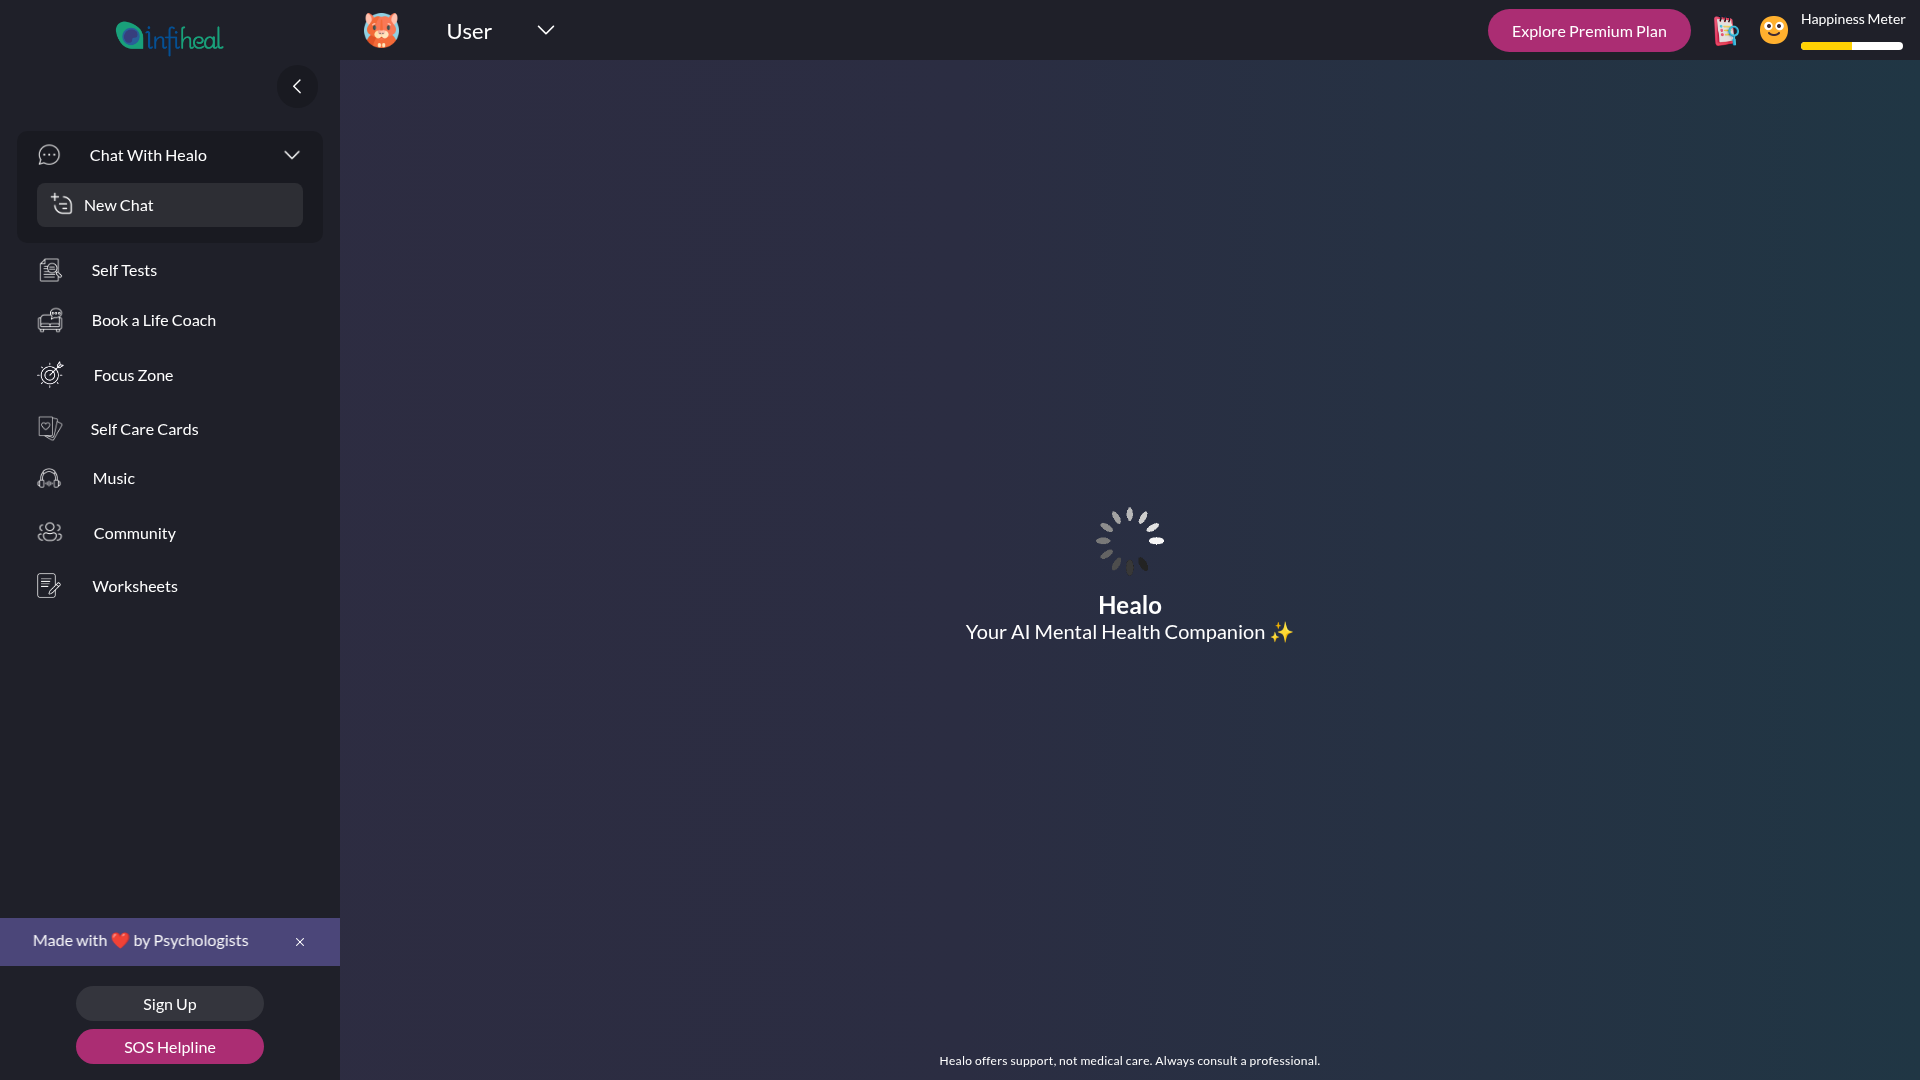 infiheal
User
Explore Premium Plan
Happiness Meter
Chat With Healo
New Chat
Self Tests
Book a Life Coach
Focus Zone
Self Care Cards
Music
Community
Worksheets
Healo
Your AI Mental Health Companion ✨
Made with ❤️ by Psychologists
Sign Up
SOS Helpline
Healo offers support, not medical care. Always consult a professional.